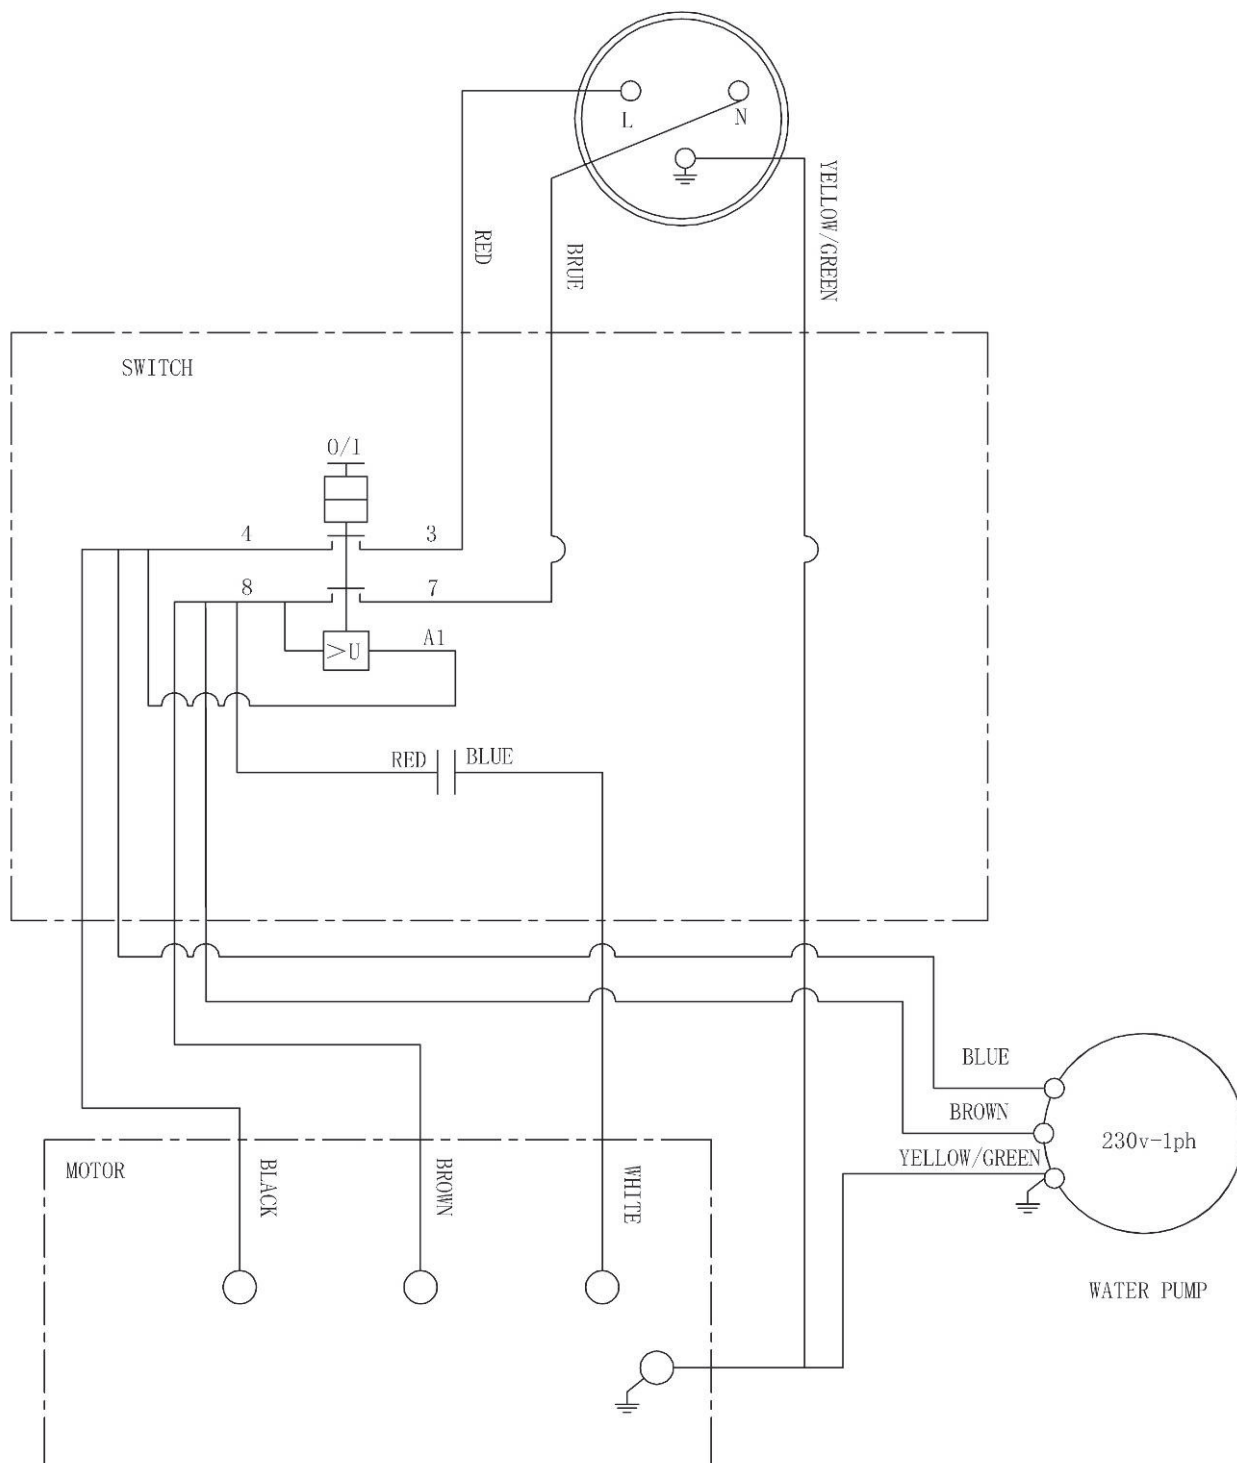 L
N
RED
BRUE
YELLOW/GREEN
SWITCH
0/1
4
3
8
7
>U
A1
RED
BLUE
BLUE
BROWN
YELLOW/GREEN
230v-1ph
MOTOR
BLACK
BROWN
WHITE
WATER PUMP